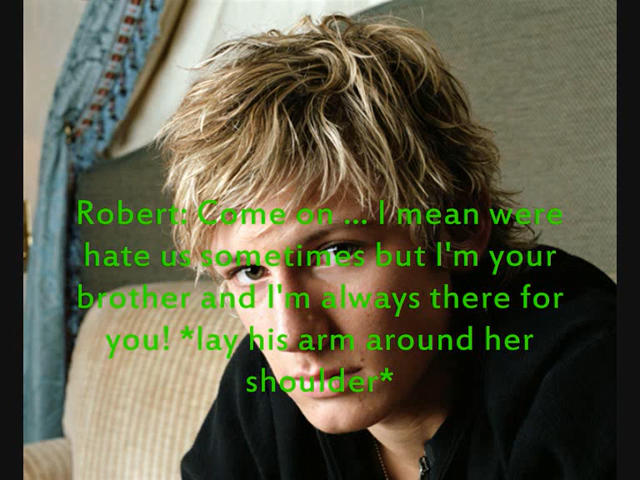 Robert: Come on ... I mean were
hate us sometimes but I'm your
brother and I'm always there for
you! *lay his arm around her
shoulder*